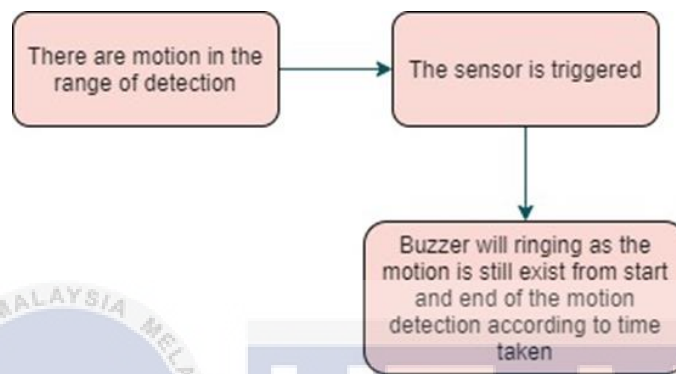 There are motion in the
range of detection
The sensor is triggered
Buzzer will ringing as the
motion is still exist from start
and end of the motion
detection according to time
taken
MALAYSIA